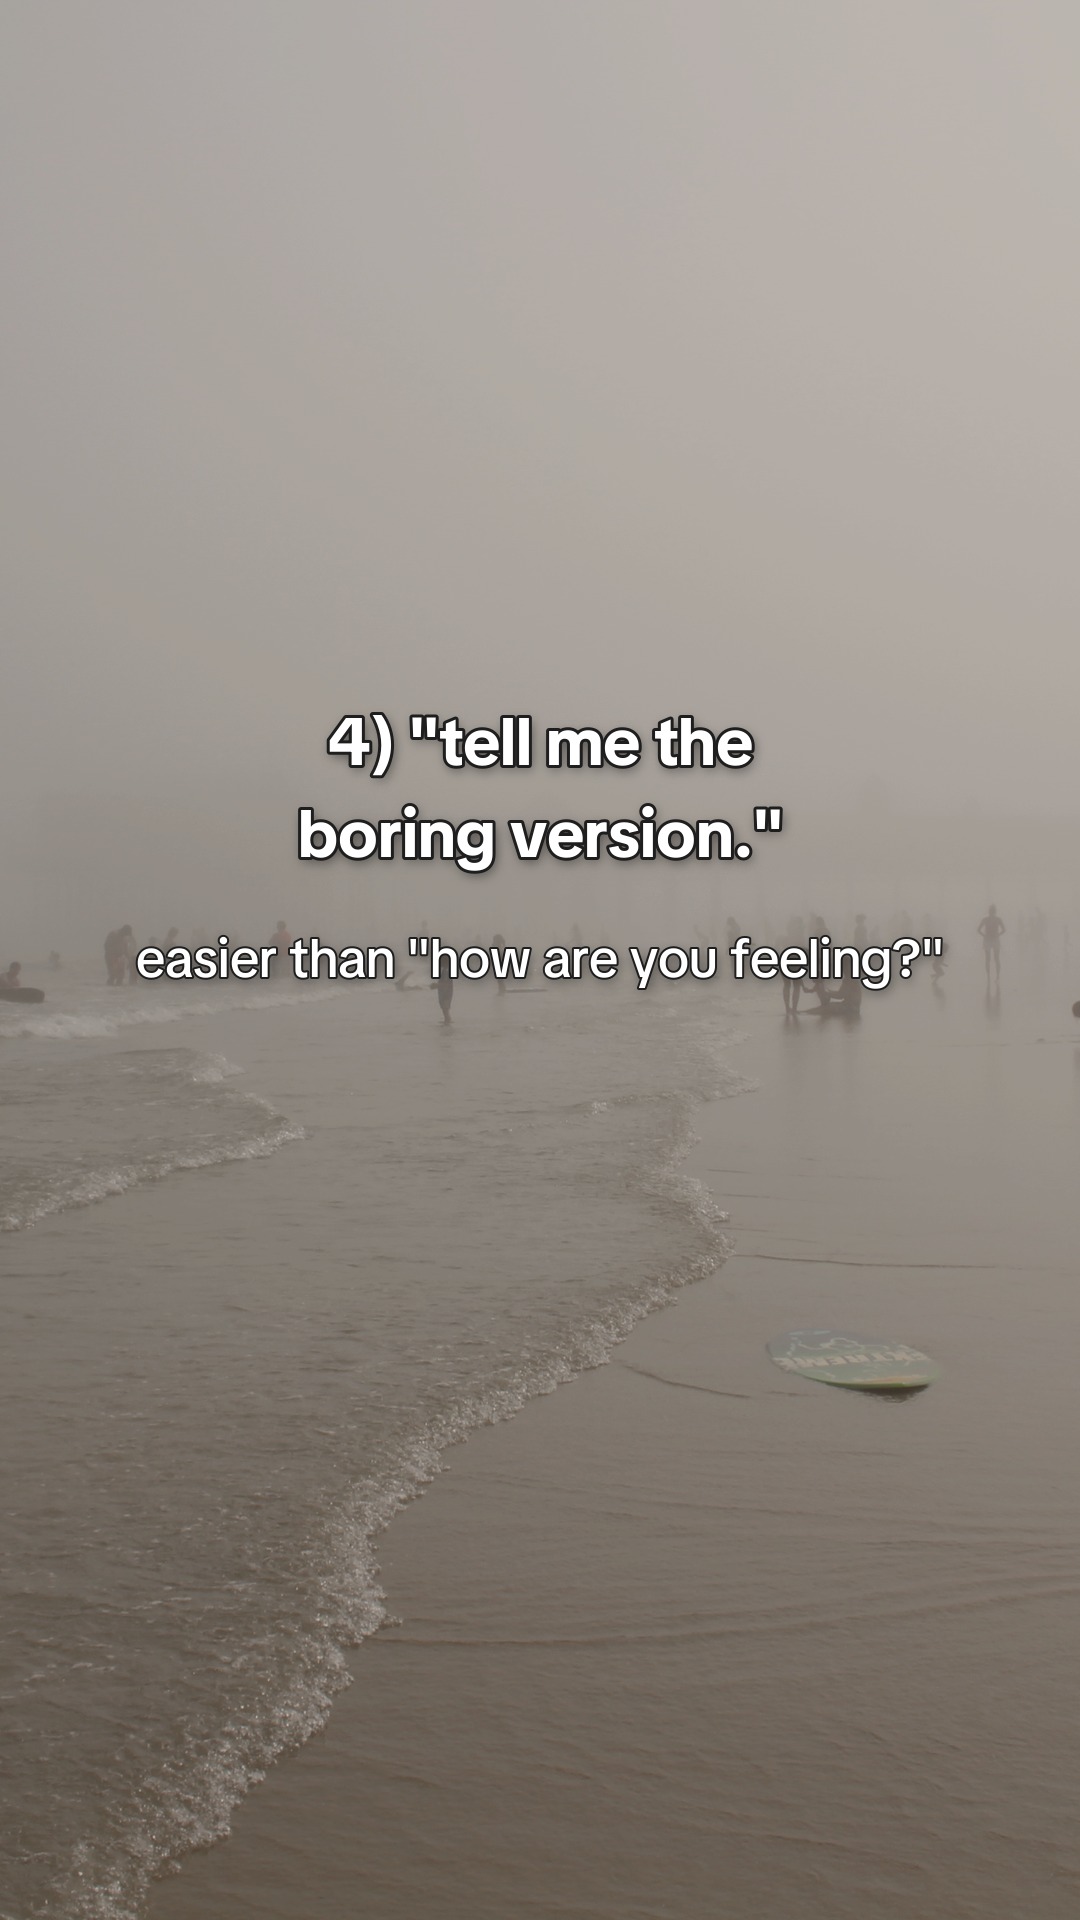 4) "tell me the
boring version."
easier than "how are you feeling?"